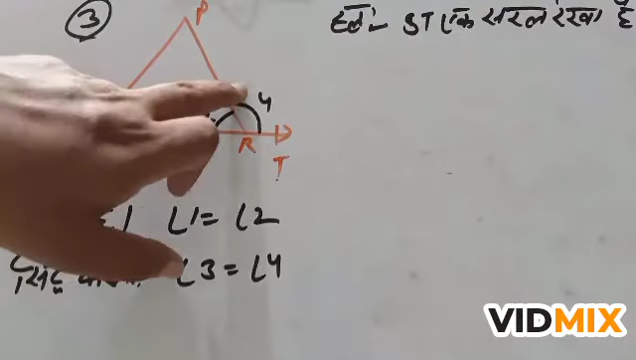 ③ P
हल:- ST एक सरल रेखा है
4
R
T
∠1 = ∠2
∠3 = ∠4
VIDMIX